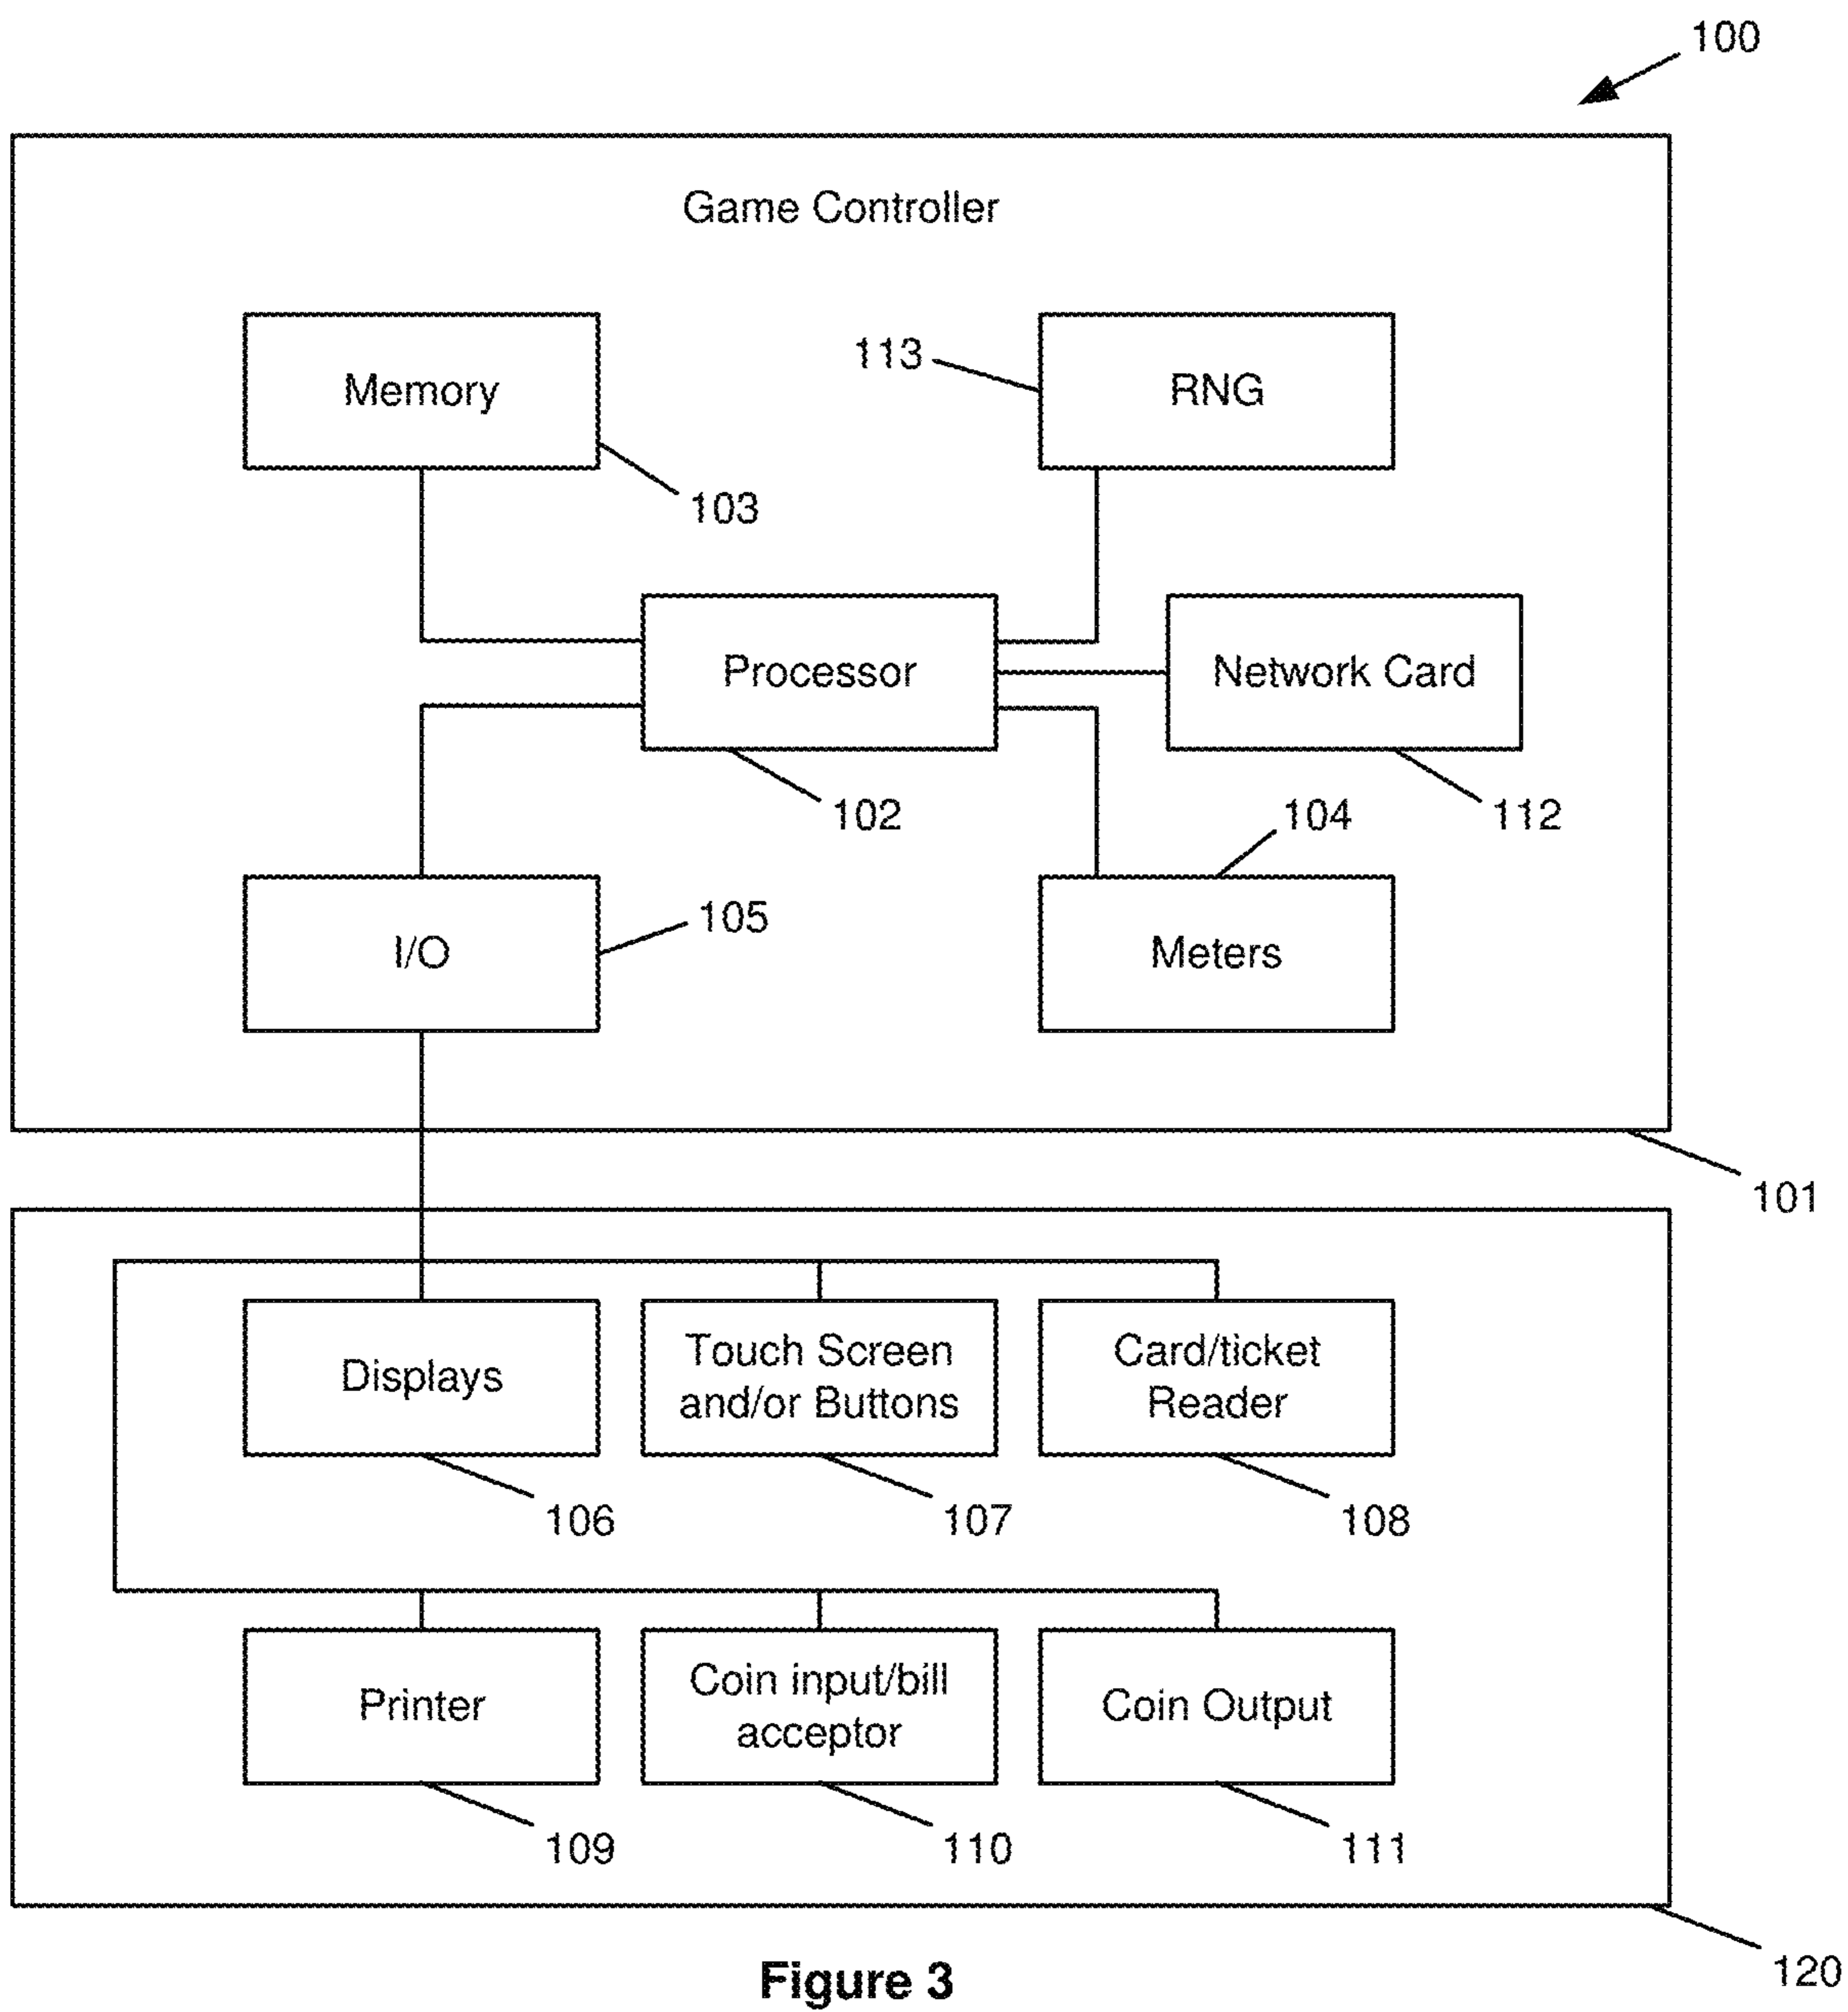 100
Game Controller
Memory
113
RNG
103
Processor
Network Card
102
104
112
I/O
105
Meters
101
Displays
Touch Screen
and/or Buttons
Card/ticket
Reader
106
107
108
Printer
Coin input/bill
acceptor
Coin Output
109
110
111
120
Figure 3